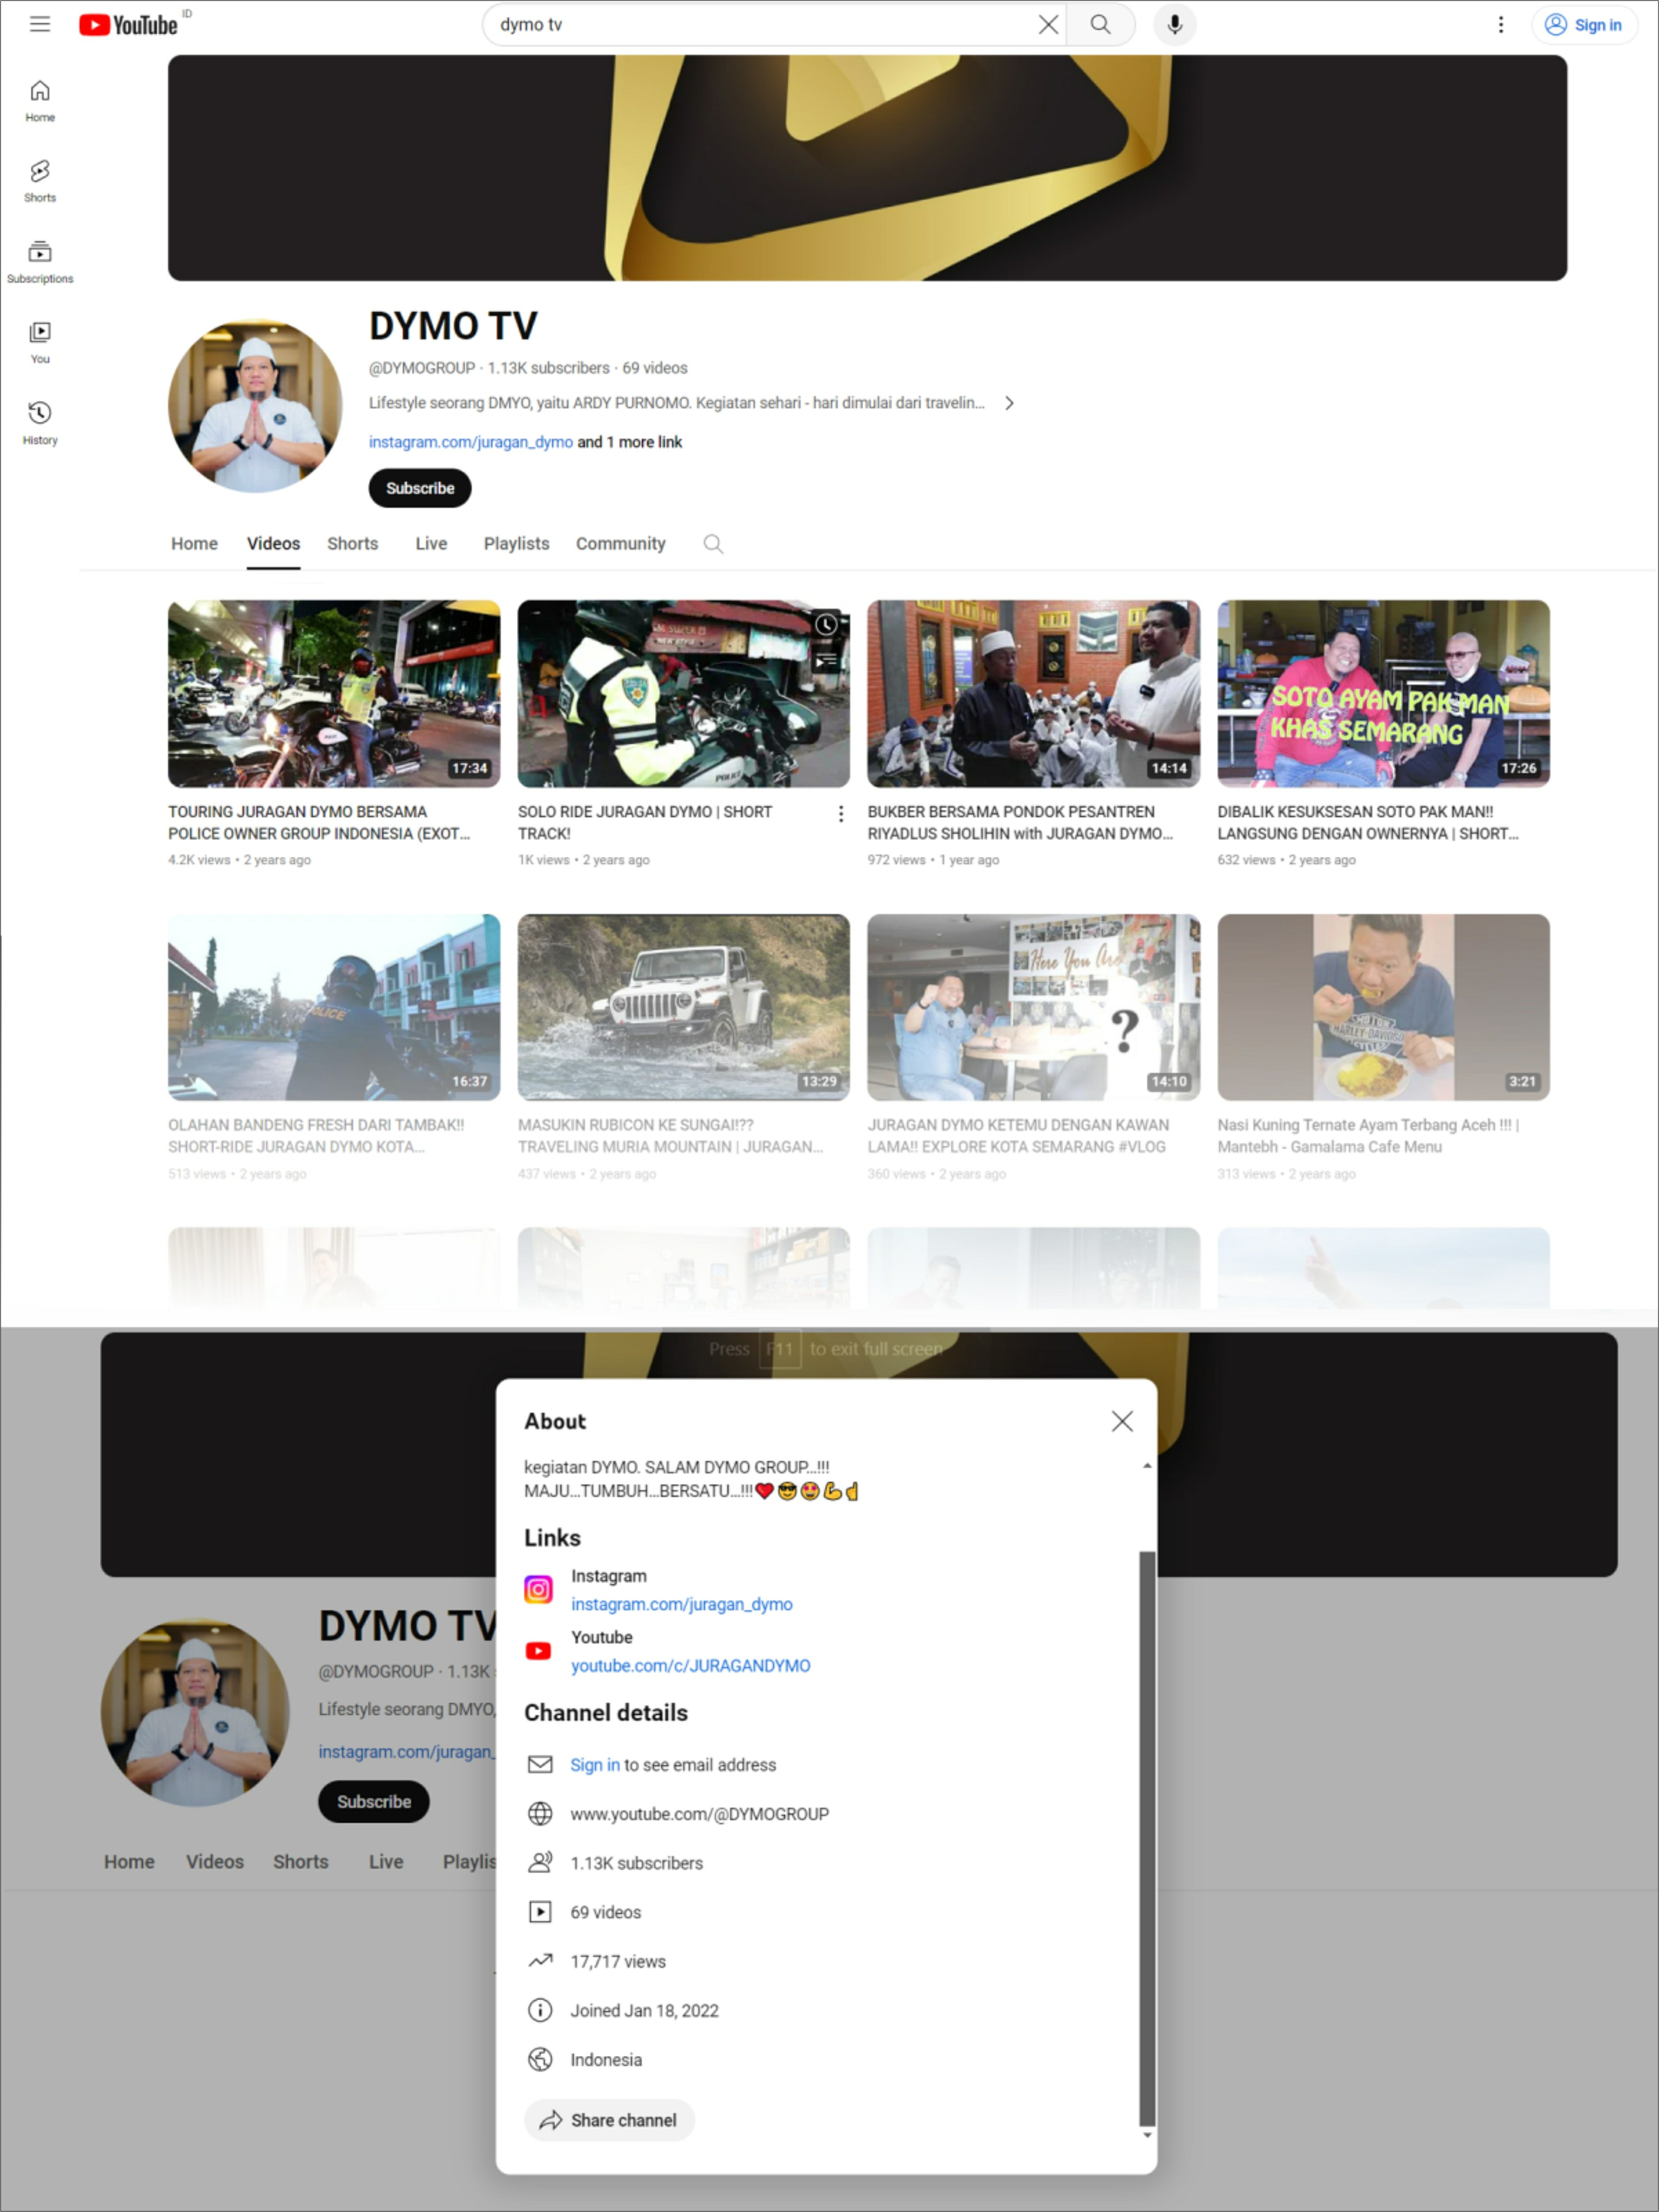 YouTube ID
dymo tv
Sign in
Home
Shorts
Subscriptions
You
History
DYMO TV
@DYMOGROUP · 1.13K subscribers · 69 videos
Lifestyle seorang DMYO, yaitu ARDY PURNOMO. Kegiatan sehari - hari dimulai dari travelin...
instagram.com/juragan_dymo and 1 more link
Subscribe
Home Videos Shorts Live Playlists Community
17:34
POLICE
14:14
SOTO AYAM PAK MAN
KHAS SEMARANG
17:26
TOURING JURAGAN DYMO BERSAMA
POLICE OWNER GROUP INDONESIA (EXOT...
4.2K views • 2 years ago
SOLO RIDE JURAGAN DYMO | SHORT
TRACK!
1K views • 2 years ago
BUKBER BERSAMA PONDOK PESANTREN
RIYADLUS SHOLIHIN with JURAGAN DYMO...
972 views • 1 year ago
DIBALIK KESUKSESAN SOTO PAK MAN!!
LANGSUNG DENGAN OWNERNYA | SHORT...
632 views • 2 years ago
POLICE
16:37
13:29
Here You Are
?
14:10
HARLEY-DAVIDSON
3:21
OLAHAN BANDENG FRESH DARI TAMBAK!!
SHORT-RIDE JURAGAN DYMO KOTA...
513 views • 2 years ago
MASUKIN RUBICON KE SUNGAI!??
TRAVELING MURIA MOUNTAIN | JURAGAN...
437 views • 2 years ago
JURAGAN DYMO KETEMU DENGAN KAWAN
LAMA!! EXPLORE KOTA SEMARANG #VLOG
360 views • 2 years ago
Nasi Kuning Ternate Ayam Terbang Aceh !!! |
Mantebh - Gamalama Cafe Menu
313 views • 2 years ago
Press F11 to exit full screen
DYMO TV
@DYMOGROUP · 1.13K
Lifestyle seorang DMYO,
instagram.com/juragan_
Subscribe
Home Videos Shorts Live Playlis
About
kegiatan DYMO. SALAM DYMO GROUP...!!!
MAJU...TUMBUH...BERSATU...!!!❤️😎😍💪☝️
Links
Instagram
instagram.com/juragan_dymo
Youtube
youtube.com/c/JURAGANDYMO
Channel details
Sign in to see email address
www.youtube.com/@DYMOGROUP
1.13K subscribers
69 videos
17,717 views
Joined Jan 18, 2022
Indonesia
Share channel